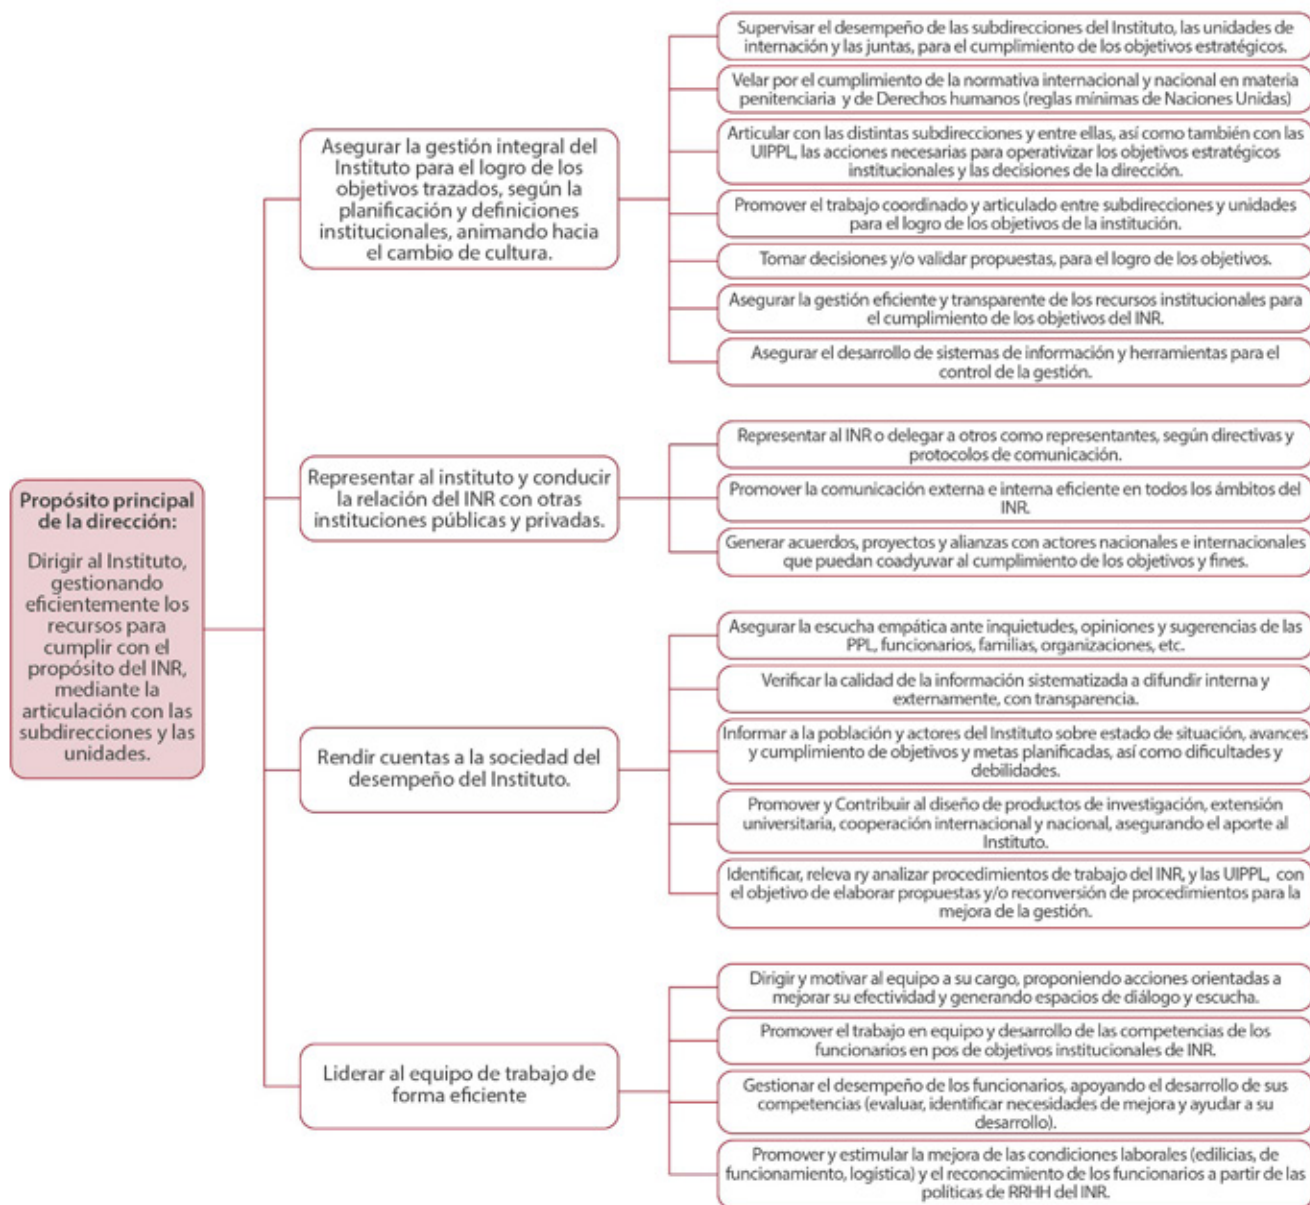 Propósito principal
de la dirección:
Dirigir al Instituto,
gestionando
eficientemente los
recursos para
cumplir con el
propósito del INR,
mediante la
articulación con las
subdirecciones y las
unidades.
Asegurar la gestión integral del
Instituto para el logro de los
objetivos trazados, según la
planificación y definiciones
institucionales, animando hacia
el cambio de cultura.
Supervisar el desempeño de las subdirecciones del Instituto, las unidades de
internación y las juntas, para el cumplimiento de los objetivos estratégicos.
Velar por el cumplimiento de la normativa internacional y nacional en materia
penitenciaria y de Derechos humanos (reglas mínimas de Naciones Unidas)
Articular con las distintas subdirecciones y entre ellas, así como también con las
UIPPL, las acciones necesarias para operativizar los objetivos estratégicos
institucionales y las decisiones de la dirección.
Promover el trabajo coordinado y articulado entre subdirecciones y unidades
para el logro de los objetivos de la institución.
Tomar decisiones y/o validar propuestas, para el logro de los objetivos.
Asegurar la gestión eficiente y transparente de los recursos institucionales para
el cumplimiento de los objetivos del INR.
Asegurar el desarrollo de sistemas de información y herramientas para el
control de la gestión.
Representar al instituto y conducir
la relación del INR con otras
instituciones públicas y privadas.
Representar al INR o delegar a otros como representantes, según directivas y
protocolos de comunicación.
Promover la comunicación externa e interna eficiente en todos los ámbitos del
INR.
Generar acuerdos, proyectos y alianzas con actores nacionales e internacionales
que puedan coadyuvar al cumplimiento de los objetivos y fines.
Rendir cuentas a la sociedad del
desempeño del Instituto.
Asegurar la escucha empática ante inquietudes, opiniones y sugerencias de las
PPL, funcionarios, familias, organizaciones, etc.
Verificar la calidad de la información sistematizada a difundir interna y
externamente, con transparencia.
Informar a la población y actores del Instituto sobre estado de situación, avances
y cumplimiento de objetivos y metas planificadas, así como dificultades y
debilidades.
Promover y Contribuir al diseño de productos de investigación, extensión
universitaria, cooperación internacional y nacional, asegurando el aporte al
Instituto.
Identificar, releva ry analizar procedimientos de trabajo del INR, y las UIPPL, con
el objetivo de elaborar propuestas y/o reconversión de procedimientos para la
mejora de la gestión.
Liderar al equipo de trabajo de
forma eficiente
Dirigir y motivar al equipo a su cargo, proponiendo acciones orientadas a
mejorar su efectividad y generando espacios de diálogo y escucha.
Promover el trabajo en equipo y desarrollo de las competencias de los
funcionarios en pos de objetivos institucionales de INR.
Gestionar el desempeño de los funcionarios, apoyando el desarrollo de sus
competencias (evaluar, identificar necesidades de mejora y ayudar a su
desarrollo).
Promover y estimular la mejora de las condiciones laborales (edilicias, de
funcionamiento, logística) y el reconocimiento de los funcionarios a partir de las
políticas de RRHH del INR.